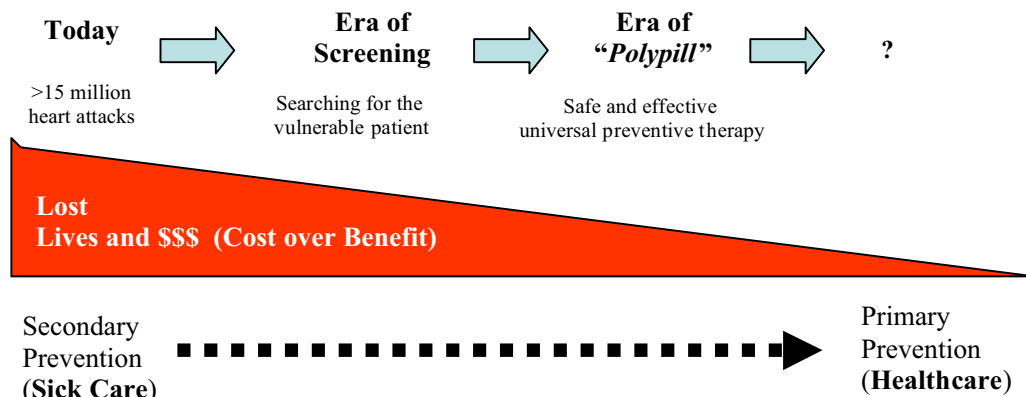 Today
>15 million
heart attacks
Era of
Screening
Searching for the
vulnerable patient
Era of
“Polypill”
Safe and effective
universal preventive therapy
?
Lost
Lives and $$$ (Cost over Benefit)
Secondary
Prevention
(Sick Care)
Primary
Prevention
(Healthcare)